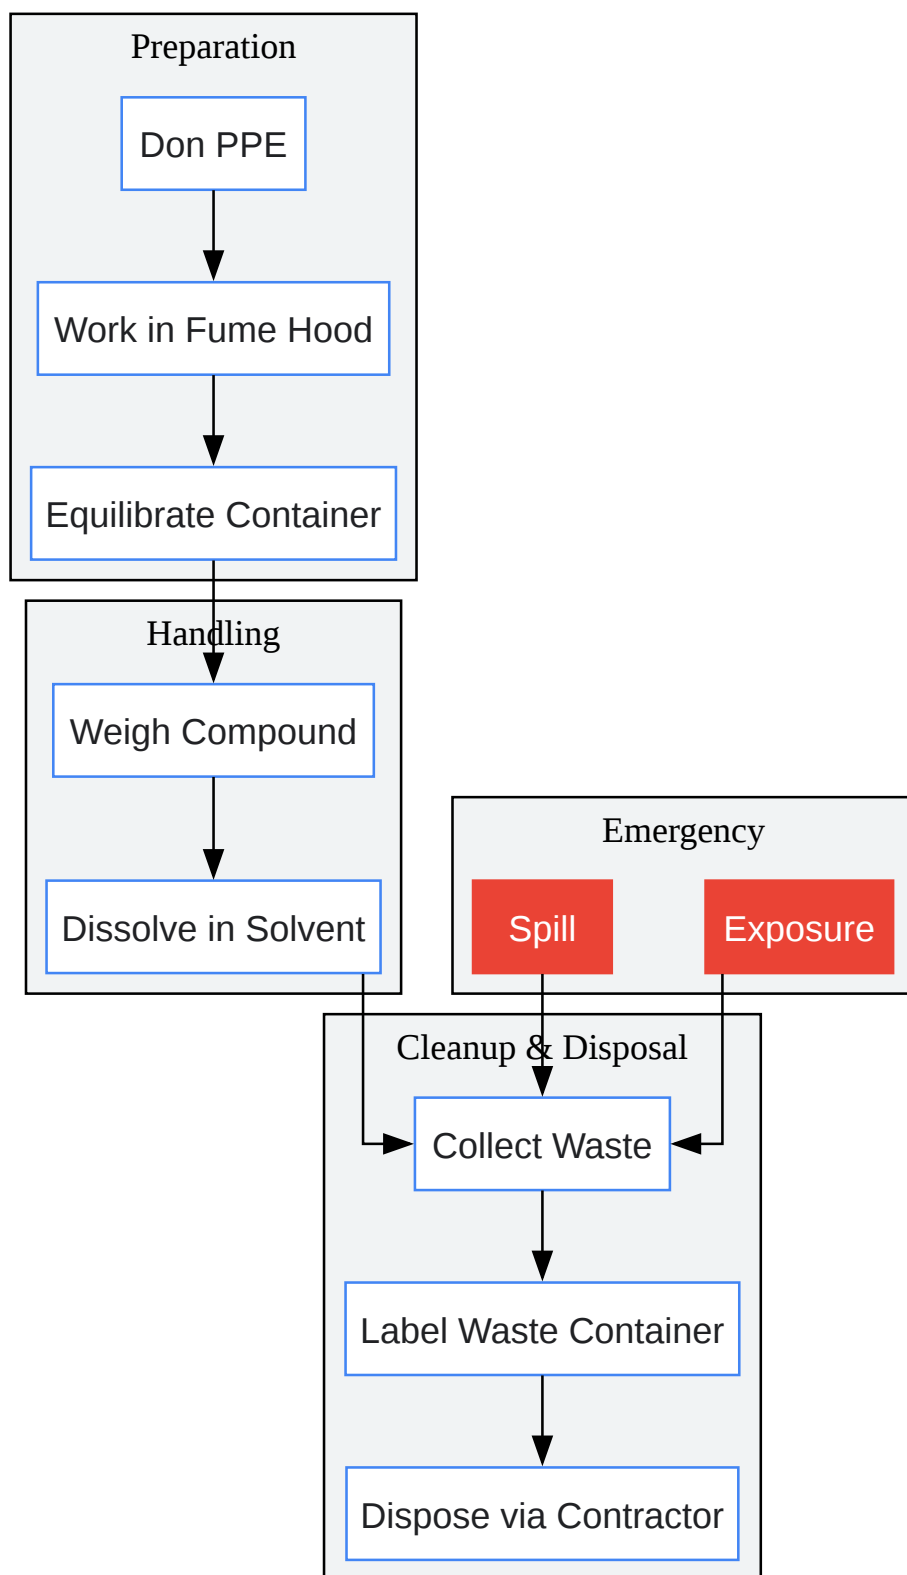 Preparation
Don PPE
Work in Fume Hood
Equilibrate Container
Handling
Weigh Compound
Dissolve in Solvent
Emergency
Spill
Exposure
Cleanup & Disposal
Collect Waste
Label Waste Container
Dispose via Contractor